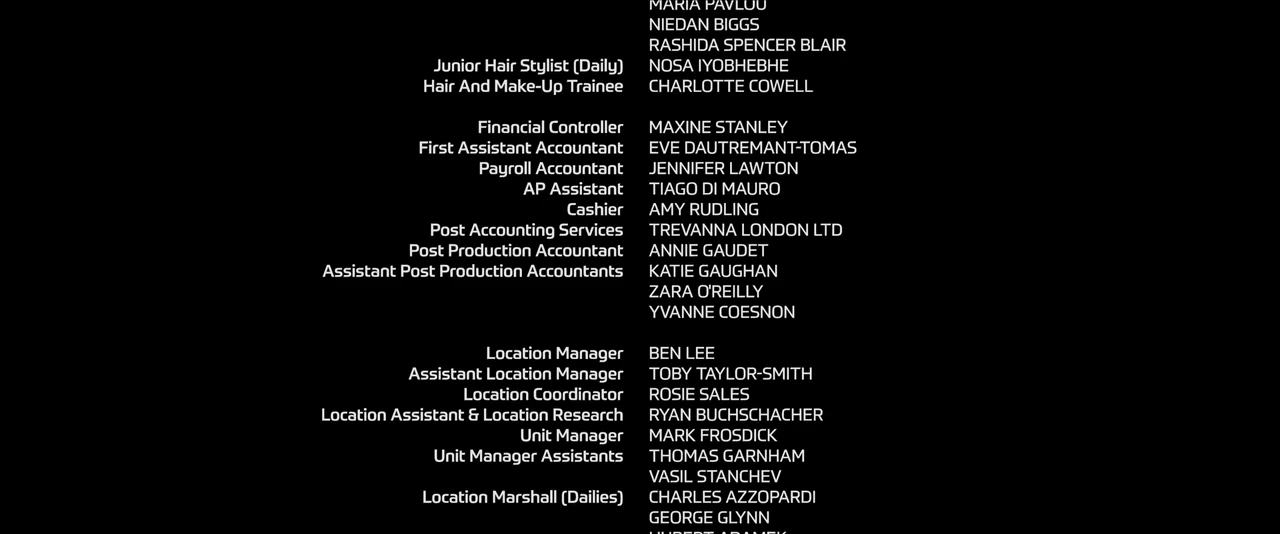 MARIA PAVLOU
NIEDAN BIGGS
RASHIDA SPENCER BLAIR
Junior Hair Stylist (Daily) NOSA IYOBHEBHE
Hair And Make-Up Trainee CHARLOTTE COWELL
Financial Controller MAXINE STANLEY
First Assistant Accountant EVE DAUTREMANT-TOMAS
Payroll Accountant JENNIFER LAWTON
AP Assistant TIAGO DI MAURO
Cashier AMY RUDLING
Post Accounting Services TREVANNA LONDON LTD
Post Production Accountant ANNIE GAUDET
Assistant Post Production Accountants KATIE GAUGHAN
ZARA O'REILLY
YVANNE COESNON
Location Manager BEN LEE
Assistant Location Manager TOBY TAYLOR-SMITH
Location Coordinator ROSIE SALES
Location Assistant & Location Research RYAN BUCHSCHACHER
Unit Manager MARK FROSDICK
Unit Manager Assistants THOMAS GARNHAM
VASIL STANCHEV
Location Marshall (Dailies) CHARLES AZZOPARDI
GEORGE GLYNN